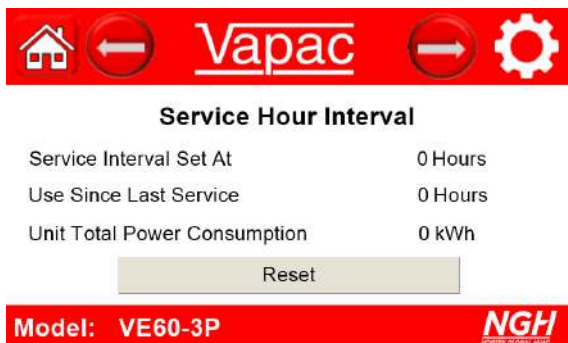 Vapac
Service Hour Interval
Service Interval Set At 0 Hours
Use Since Last Service 0 Hours
Unit Total Power Consumption 0 kWh
Reset
Model: VE60-3P NGH